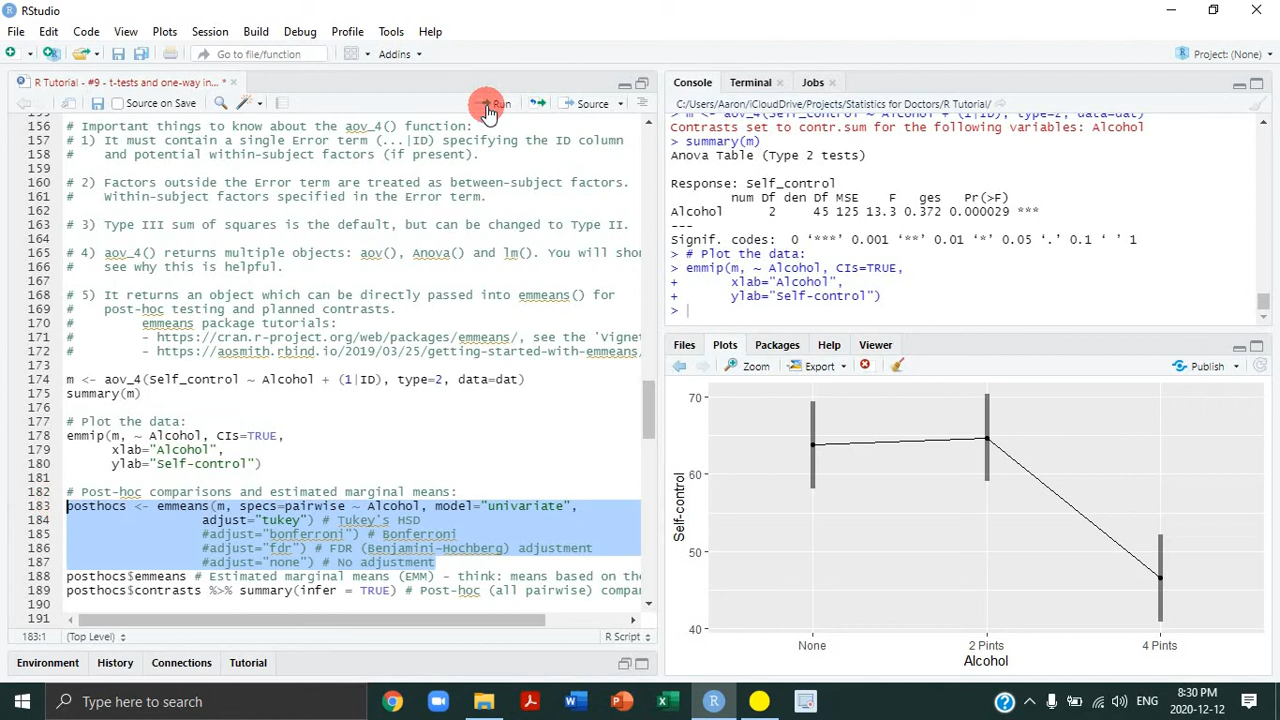 RStudio
File Edit Code View Plots Session Build Debug Profile Tools Help
Go to file/function Addins Project: (None)
R Tutorial - #9 - t-tests and one-way in... *
Source on Save Run Source
156 # Important things to know about the aov_4() function:
157 # 1) It must contain a single Error term (...|ID) specifying the ID column
158 #    and potential within-subject factors (if present).
159
160 # 2) Factors outside the Error term are treated as between-subject factors.
161 #    Within-subject factors specified in the Error term.
162
163 # 3) Type III sum of squares is the default, but can be changed to Type II.
164
165 # 4) aov_4() returns multiple objects: aov(), Anova() and lm(). You will shou
166 #    see why this is helpful.
167
168 # 5) It returns an object which can be directly passed into emmeans() for
169 #    post-hoc testing and planned contrasts.
170 #         emmeans package tutorials:
171 #         - https://cran.r-project.org/web/packages/emmeans/, see the 'Vignet
172 #         - https://aosmith.rbind.io/2019/03/25/getting-started-with-emmeans/
173
174 m <- aov_4(Self_control ~ Alcohol + (1|ID), type=2, data=dat)
175 summary(m)
176
177 # Plot the data:
178 emmip(m, ~ Alcohol, CIs=TRUE,
179 xlab="Alcohol",
180 ylab="Self-control")
181
182 # Post-hoc comparisons and estimated marginal means:
183 posthocs <- emmeans(m, specs=pairwise ~ Alcohol, model="univariate",
184 adjust="tukey") # Tukey's HSD
185 #adjust="bonferroni") # Bonferroni
186 #adjust="fdr") # FDR (Benjamini-Hochberg) adjustment
187 #adjust="none") # No adjustment
188 posthocs$emmeans # Estimated marginal means (EMM) - think: means based on the
189 posthocs$contrasts %>% summary(infer = TRUE) # Post-hoc (all pairwise) compar
190
191
183:1 (Top Level) R Script
Environment History Connections Tutorial
Console Terminal Jobs
C:/Users/Aaron/iCloudDrive/Projects/Statistics for Doctors/R Tutorial/
> m <- aov_4(Self_control ~ Alcohol + (1|ID), type=2, data=dat)
Contrasts set to contr.sum for the following variables: Alcohol
> summary(m)
Anova Table (Type 2 tests)
Response: Self_control
num Df den Df MSE F ges Pr(>F)
Alcohol 2 45 125 13.3 0.372 0.000029 ***
---
Signif. codes: 0 ‘***’ 0.001 ‘**’ 0.01 ‘*’ 0.05 ‘.’ 0.1 ‘ ’ 1
> # Plot the data:
> emmip(m, ~ Alcohol, CIs=TRUE,
+ xlab="Alcohol",
+ ylab="Self-control")
>
Files Plots Packages Help Viewer
Zoom Export Publish
70
60
50
40
Self-control
None 2 Pints 4 Pints
Alcohol
Type here to search
ENG
8:30 PM
2020-12-12